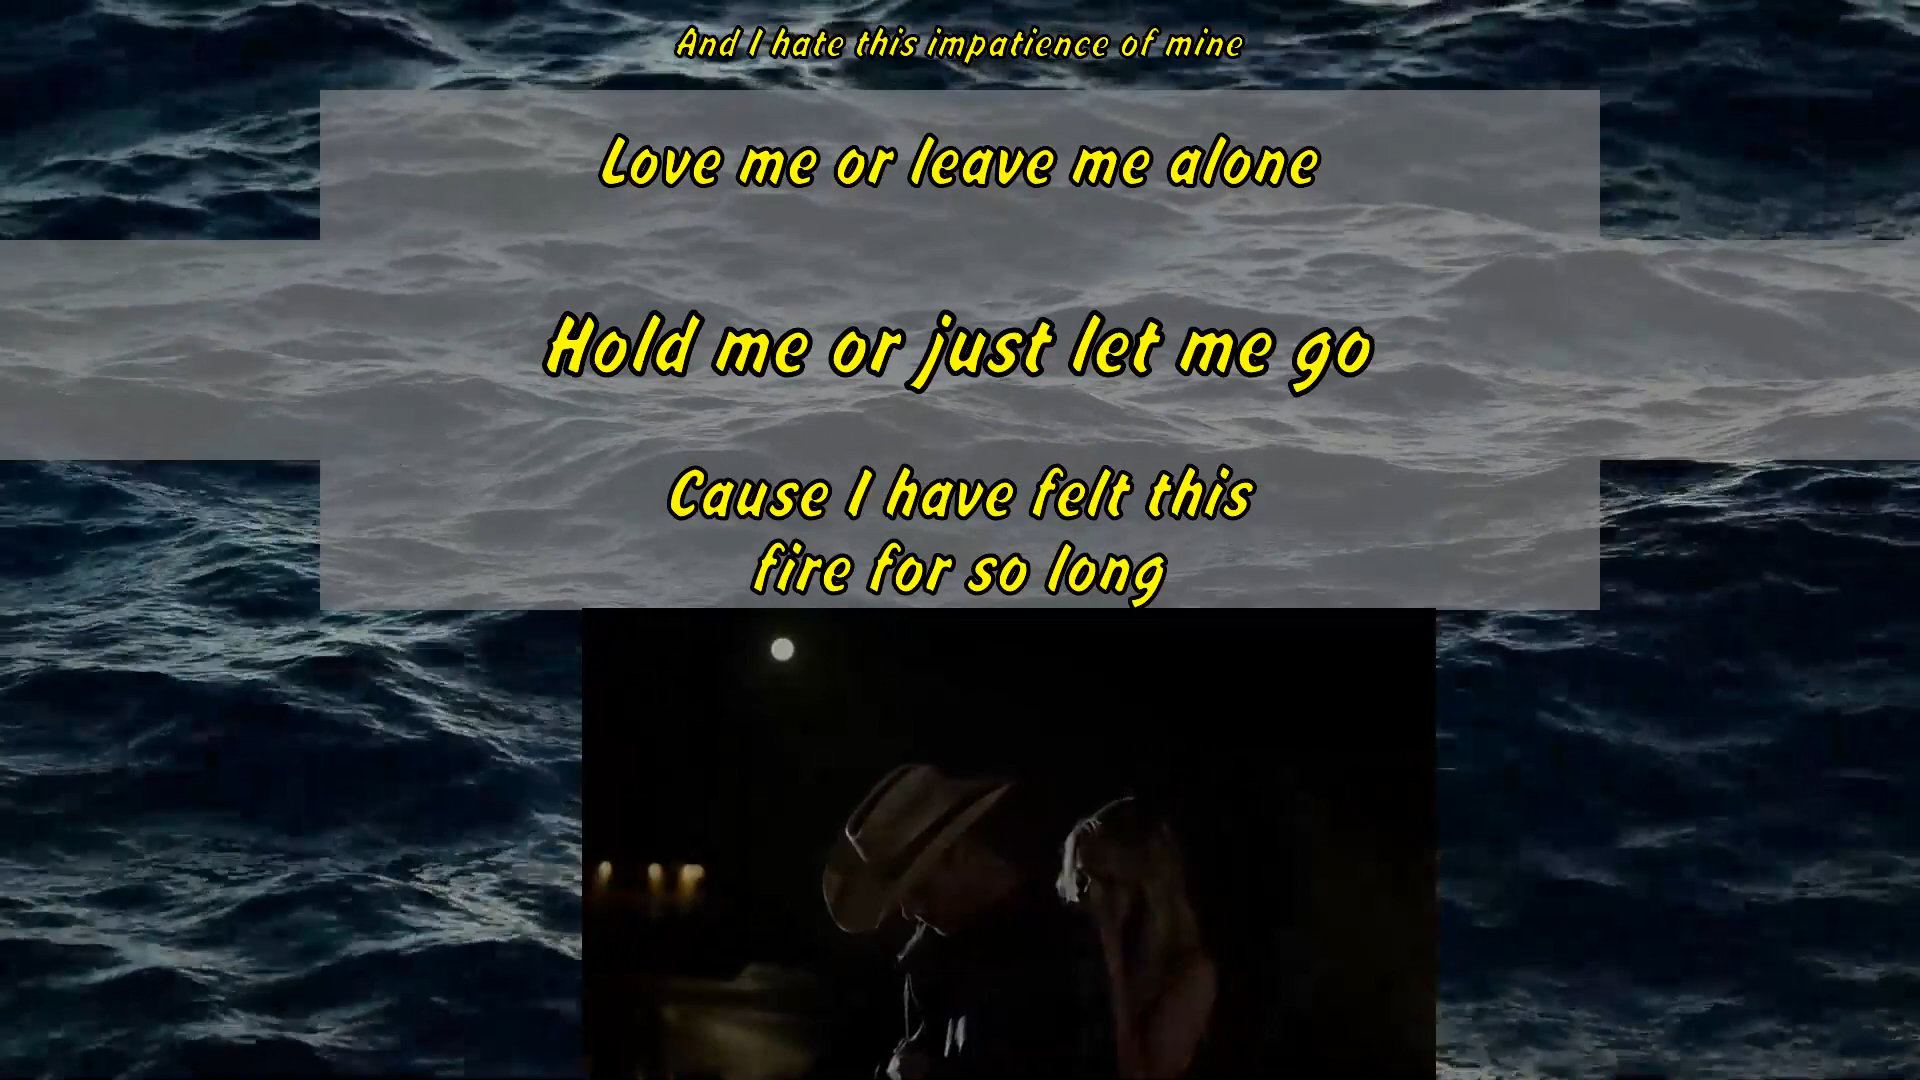 And I hate this impatience of mine
Love me or leave me alone
Hold me or just let me go
Cause I have felt this
fire for so long